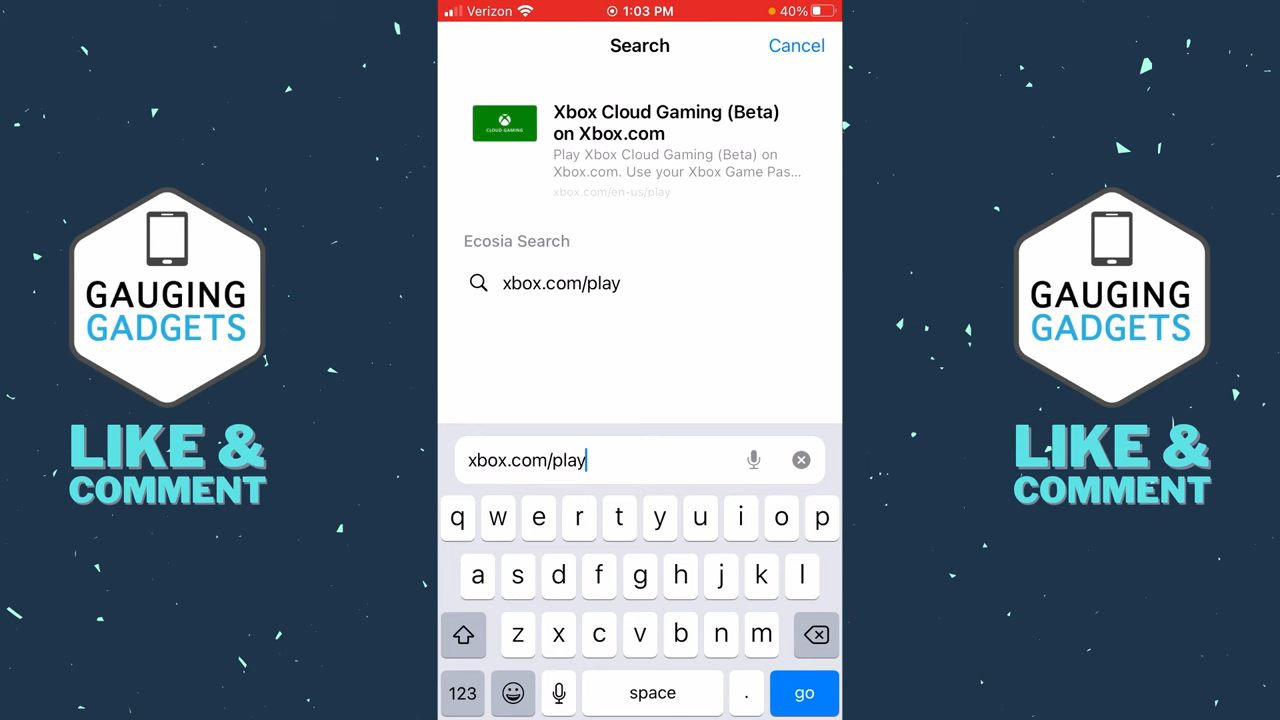 Verizon 1:03 PM 40%
Search Cancel
CLOUD GAMING
Xbox Cloud Gaming (Beta)
on Xbox.com
Play Xbox Cloud Gaming (Beta) on
Xbox.com. Use your Xbox Game Pas...
xbox.com/en-us/play
Ecosia Search
xbox.com/play
xbox.com/play
q w e r t y u i o p
a s d f g h j k l
z x c v b n m
123 space . go
GAUGING
GADGETS
LIKE &
COMMENT
GAUGING
GADGETS
LIKE &
COMMENT